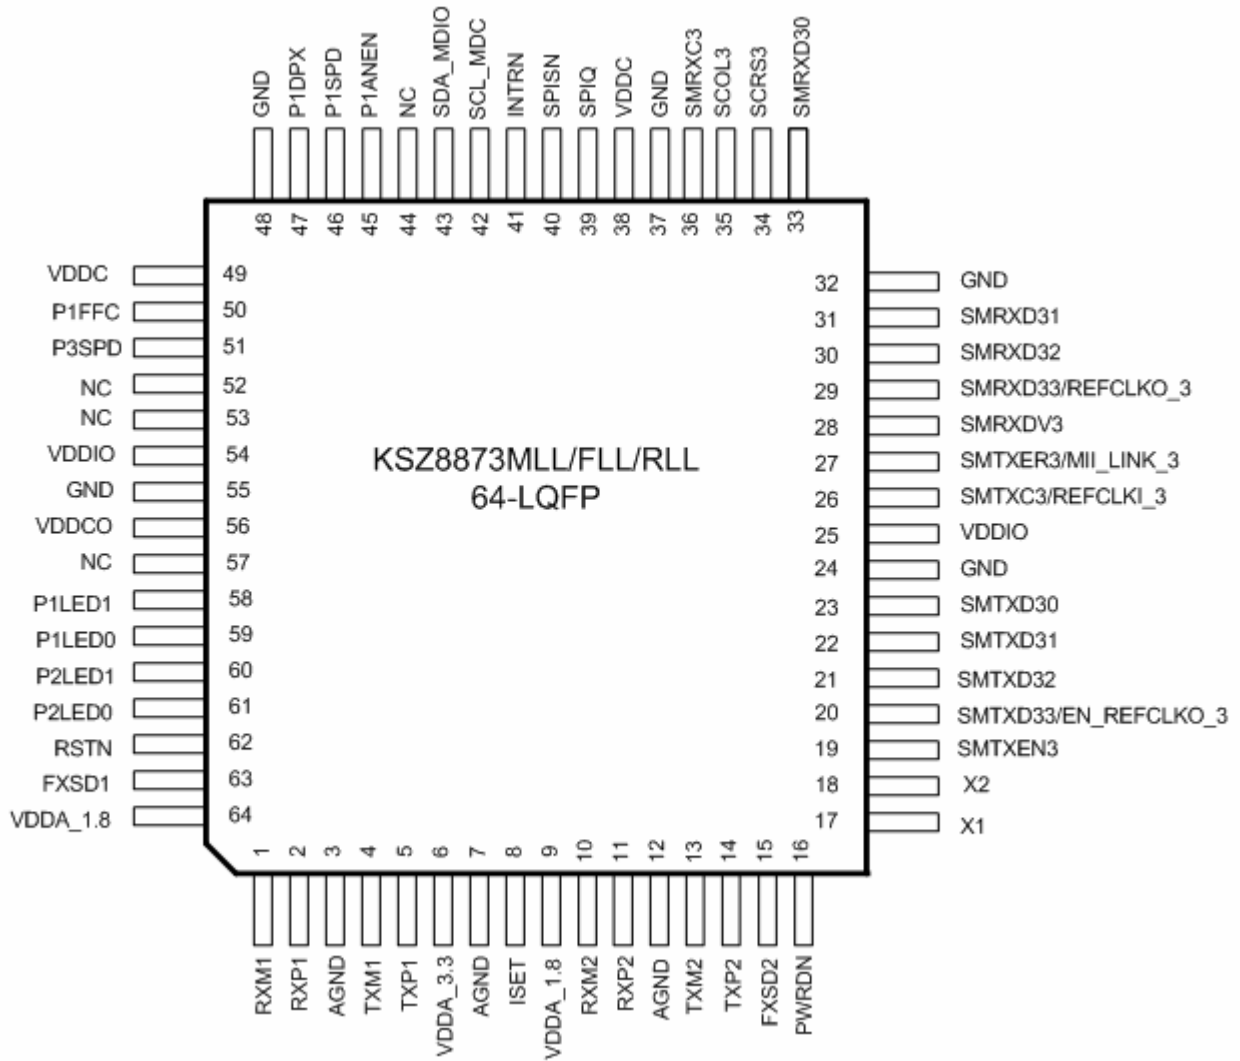 GND
P1DPX
P1SPD
P1ANEN
NC
SDA_MDIO
SCL_MDC
INTRN
SPISN
SPIQ
VDDC
GND
SMRXC3
SCOL3
SCRS3
SMRXD30
48
47
46
45
44
43
42
41
40
39
38
37
36
35
34
33
VDDC 49
P1FFC 50
P3SPD 51
NC 52
NC 53
VDDIO 54
GND 55
VDDCO 56
NC 57
P1LED1 58
P1LED0 59
P2LED1 60
P2LED0 61
RSTN 62
FXSD1 63
VDDA_1.8 64
KSZ8873MLL/FLL/RLL
64-LQFP
32 GND
31 SMRXD31
30 SMRXD32
29 SMRXD33/REFCLKO_3
28 SMRXDV3
27 SMTXER3/MII_LINK_3
26 SMTXC3/REFCLKI_3
25 VDDIO
24 GND
23 SMTXD30
22 SMTXD31
21 SMTXD32
20 SMTXD33/EN_REFCLKO_3
19 SMTXEN3
18 X2
17 X1
1
2
3
4
5
6
7
8
9
10
11
12
13
14
15
16
RXM1
RXP1
AGND
TXM1
TXP1
VDDA_3.3
AGND
ISET
VDDA_1.8
RXM2
RXP2
AGND
TXM2
TXP2
FXSD2
PWRDN